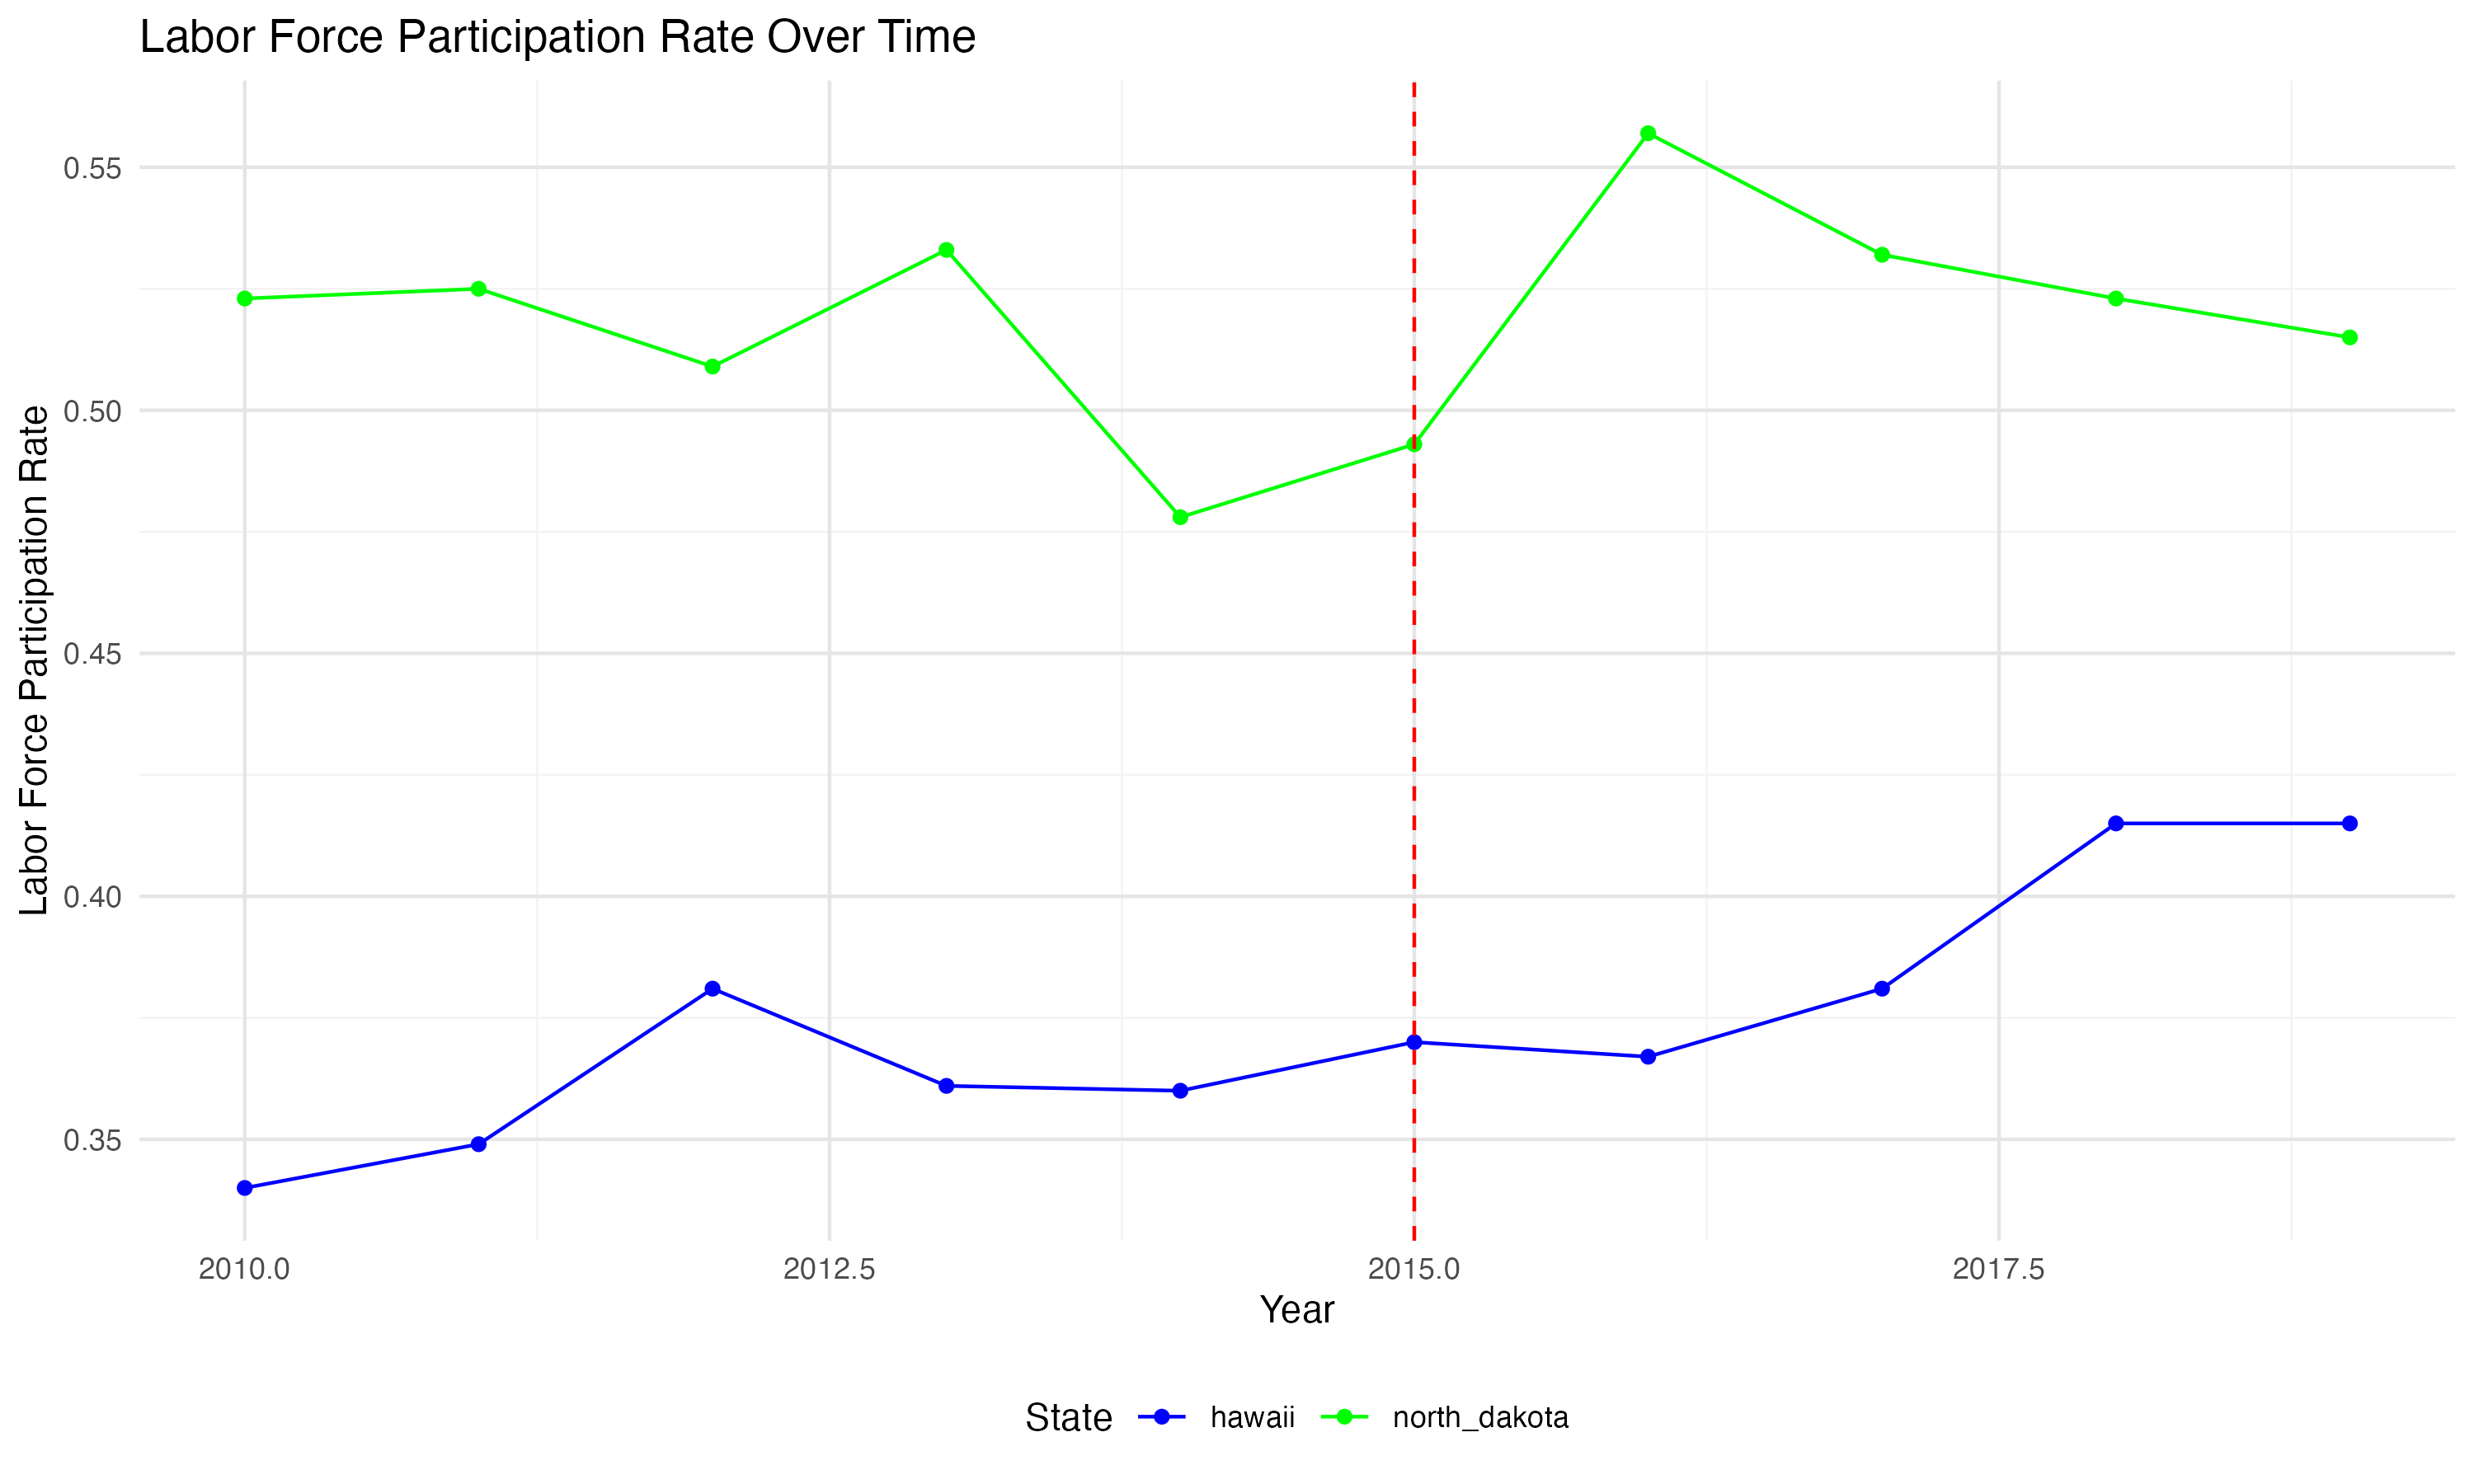 Labor Force Participation Rate Over Time
Labor Force Participation Rate
0.55
0.50
0.45
0.40
0.35
2010.0 2012.5 2015.0 2017.5
Year
State hawaii north_dakota